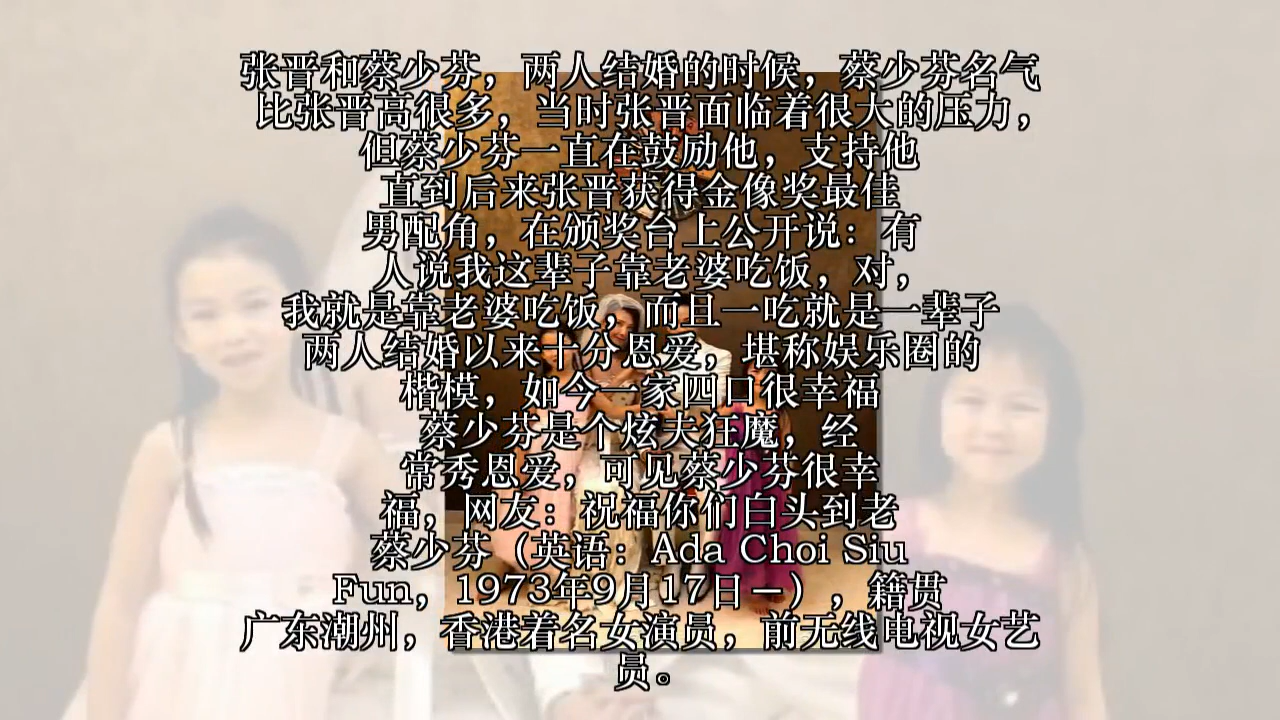 张晋和蔡少芬，两人结婚的时候，蔡少芬名气
比张晋高很多，当时张晋面临着很大的压力，
但蔡少芬一直在鼓励他，支持他
直到后来张晋获得金像奖最佳
男配角，在颁奖台上公开说：有
人说我这辈子靠老婆吃饭，对，
我就是靠老婆吃饭，而且一吃就是一辈子
两人结婚以来十分恩爱，堪称娱乐圈的
楷模，如今一家四口很幸福
蔡少芬是个炫夫狂魔，经
常秀恩爱，可见蔡少芬很幸
福，网友：祝福你们白头到老
蔡少芬（英语：Ada Choi Siu
Fun，1973年9月17日－），籍贯
广东潮州，香港着名女演员，前无线电视女艺
员。